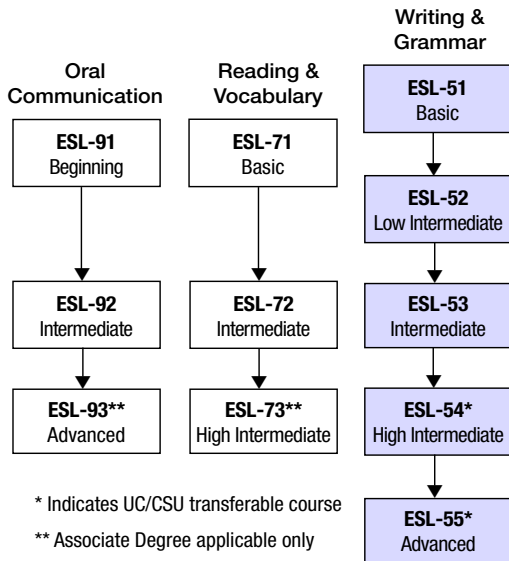 Oral
Communication
ESL-91
Beginning
ESL-92
Intermediate
ESL-93**
Advanced
Reading &
Vocabulary
ESL-71
Basic
ESL-72
Intermediate
ESL-73**
High Intermediate
Writing &
Grammar
ESL-51
Basic
ESL-52
Low Intermediate
ESL-53
Intermediate
ESL-54*
High Intermediate
ESL-55*
Advanced
* Indicates UC/CSU transferable course
** Associate Degree applicable only